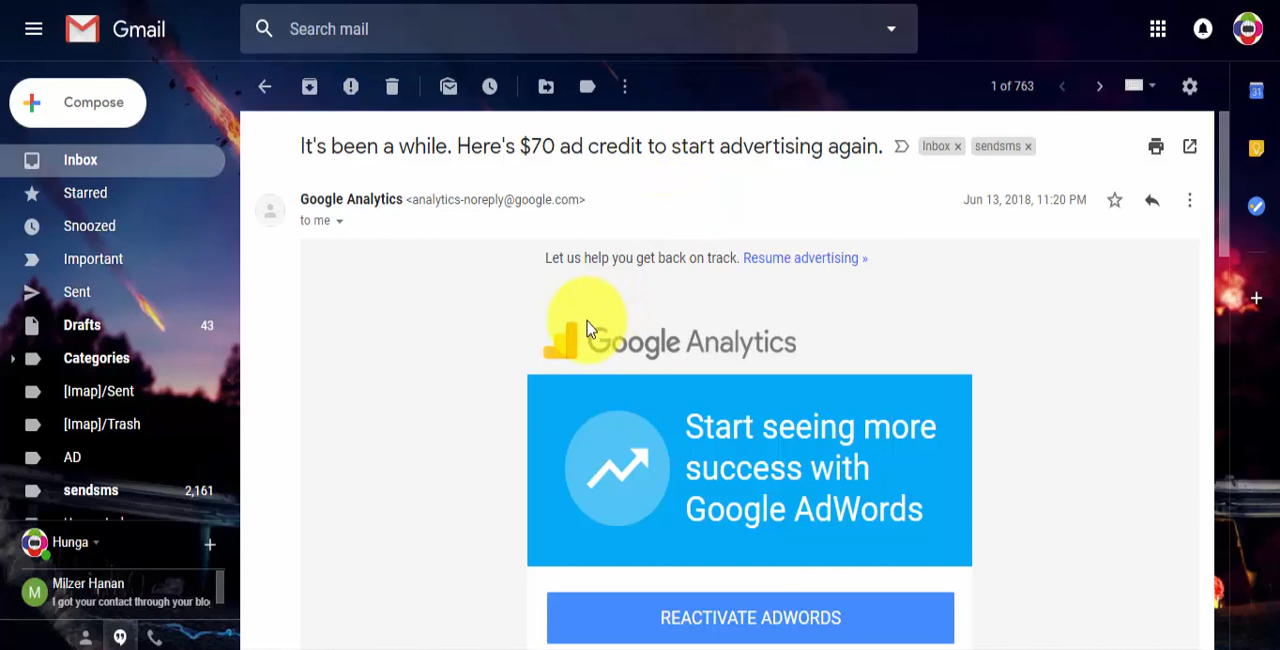 Gmail
Search mail
Compose
1 of 763
Inbox
Starred
Snoozed
Important
Sent
Drafts 43
Categories
[Imap]/Sent
[Imap]/Trash
AD
sendsms 2,161
Hunga
Milzer Hanan
I got your contact through your blo
It's been a while. Here's $70 ad credit to start advertising again.
Inbox x
sendsms x
Google Analytics <analytics-noreply@google.com>
Jun 13, 2018, 11:20 PM
to me
Let us help you get back on track. Resume advertising »
Google Analytics
Start seeing more
success with
Google AdWords
REACTIVATE ADWORDS
31
M